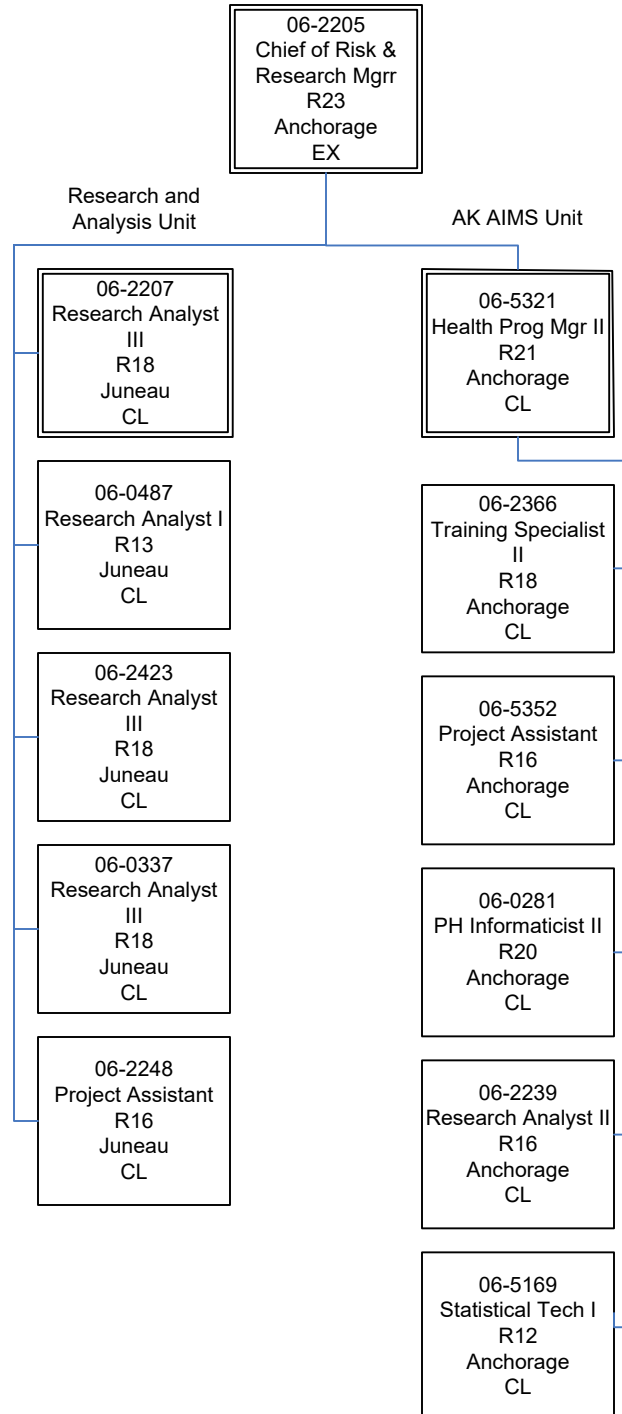 06-2205
Chief of Risk &
Research Mgrr
R23
Anchorage
EX
Research and
Analysis Unit
06-2207
Research Analyst
III
R18
Juneau
CL
06-0487
Research Analyst I
R13
Juneau
CL
06-2423
Research Analyst
III
R18
Juneau
CL
06-0337
Research Analyst
III
R18
Juneau
CL
06-2248
Project Assistant
R16
Juneau
CL
AK AIMS Unit
06-5321
Health Prog Mgr II
R21
Anchorage
CL
06-2366
Training Specialist
II
R18
Anchorage
CL
06-5352
Project Assistant
R16
Anchorage
CL
06-0281
PH Informaticist II
R20
Anchorage
CL
06-2239
Research Analyst II
R16
Anchorage
CL
06-5169
Statistical Tech I
R12
Anchorage
CL